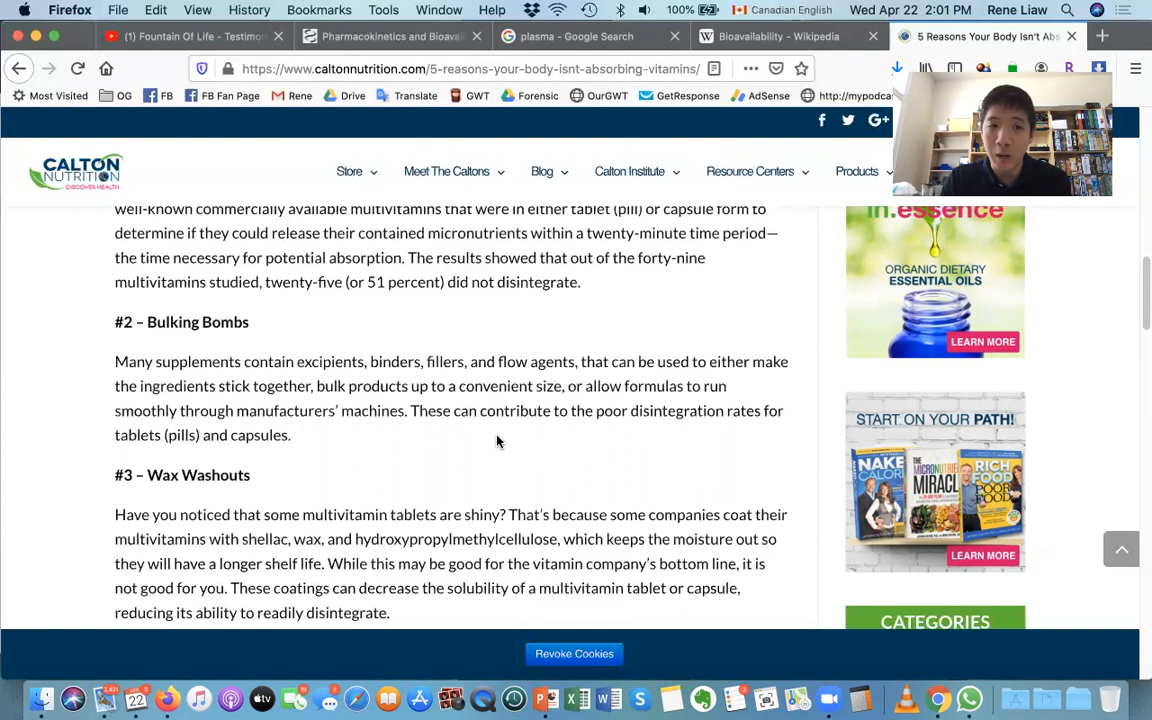 Firefox File Edit View History Bookmarks Tools Window Help 100% Canadian English Wed Apr 22 2:01 PM Rene Liaw
(1) Fountain Of Life - Testimor Pharmacokinetics and Bioavai plasma - Google Search Bioavailability - Wikipedia 5 Reasons Your Body Isn't Abs
https://www.caltonnutrition.com/5-reasons-your-body-isnt-absorbing-vitamins/
Most Visited OG FB FB Fan Page Rene Drive Translate GWT Forensic OurGWT GetResponse AdSense http://mypodca
CALTON
NUTRITION
DISCOVER HEALTH
Store Meet The Caltons Blog Calton Institute Resource Centers Products
well-known commercially available multivitamins that were in either tablet (pill) or capsule form to
determine if they could release their contained micronutrients within a twenty-minute time period—
the time necessary for potential absorption. The results showed that out of the forty-nine
multivitamins studied, twenty-five (or 51 percent) did not disintegrate.
#2 – Bulking Bombs
Many supplements contain excipients, binders, fillers, and flow agents, that can be used to either make
the ingredients stick together, bulk products up to a convenient size, or allow formulas to run
smoothly through manufacturers' machines. These can contribute to the poor disintegration rates for
tablets (pills) and capsules.
#3 – Wax Washouts
Have you noticed that some multivitamin tablets are shiny? That's because some companies coat their
multivitamins with shellac, wax, and hydroxypropylmethylcellulose, which keeps the moisture out so
they will have a longer shelf life. While this may be good for the vitamin company's bottom line, it is
not good for you. These coatings can decrease the solubility of a multivitamin tablet or capsule,
reducing its ability to readily disintegrate.
in.essence
ORGANIC DIETARY
ESSENTIAL OILS
LEARN MORE
START ON YOUR PATH!
NAKED
CALORIES
THE
MICRONUTRIENT
MIRACLE
RICH
FOOD
POOR
FOOD
LEARN MORE
CATEGORIES
Revoke Cookies